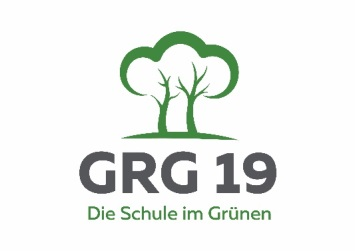 GRG 19
Die Schule im Grünen